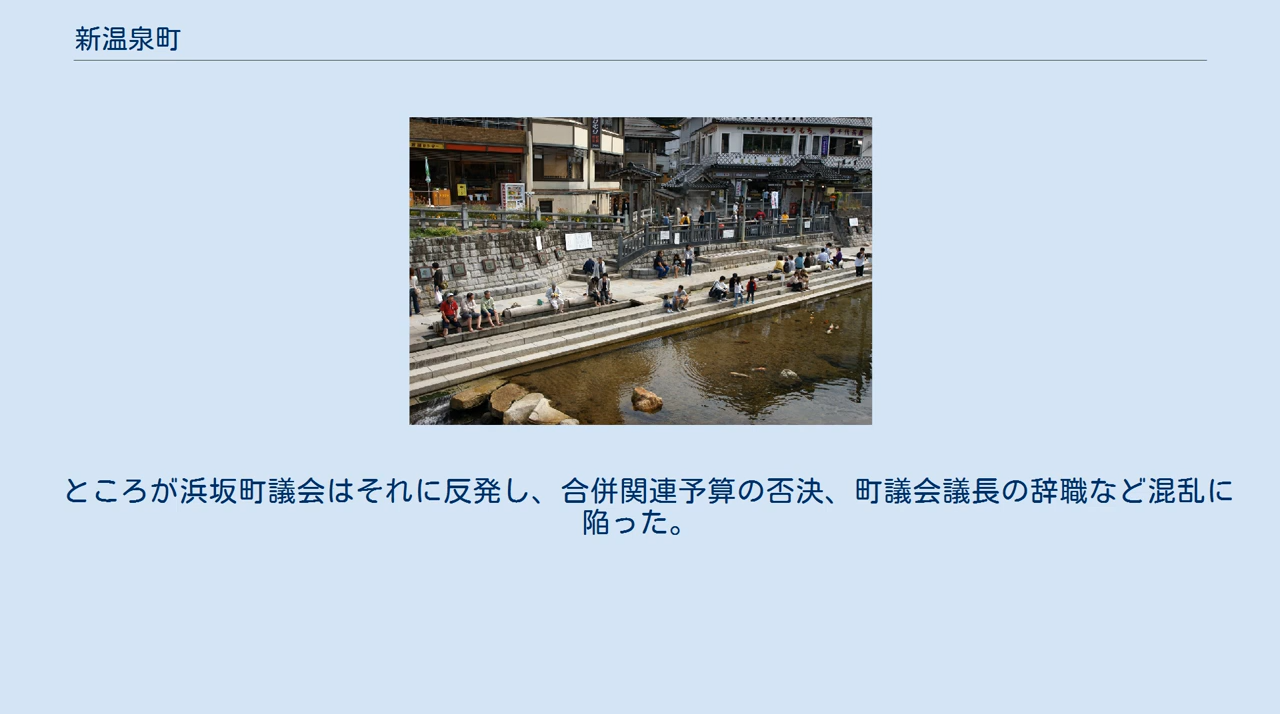 新温泉町
ところが浜坂町議会はそれに反発し、合併関連予算の否決、町議会議長の辞職など混乱に
陥った。